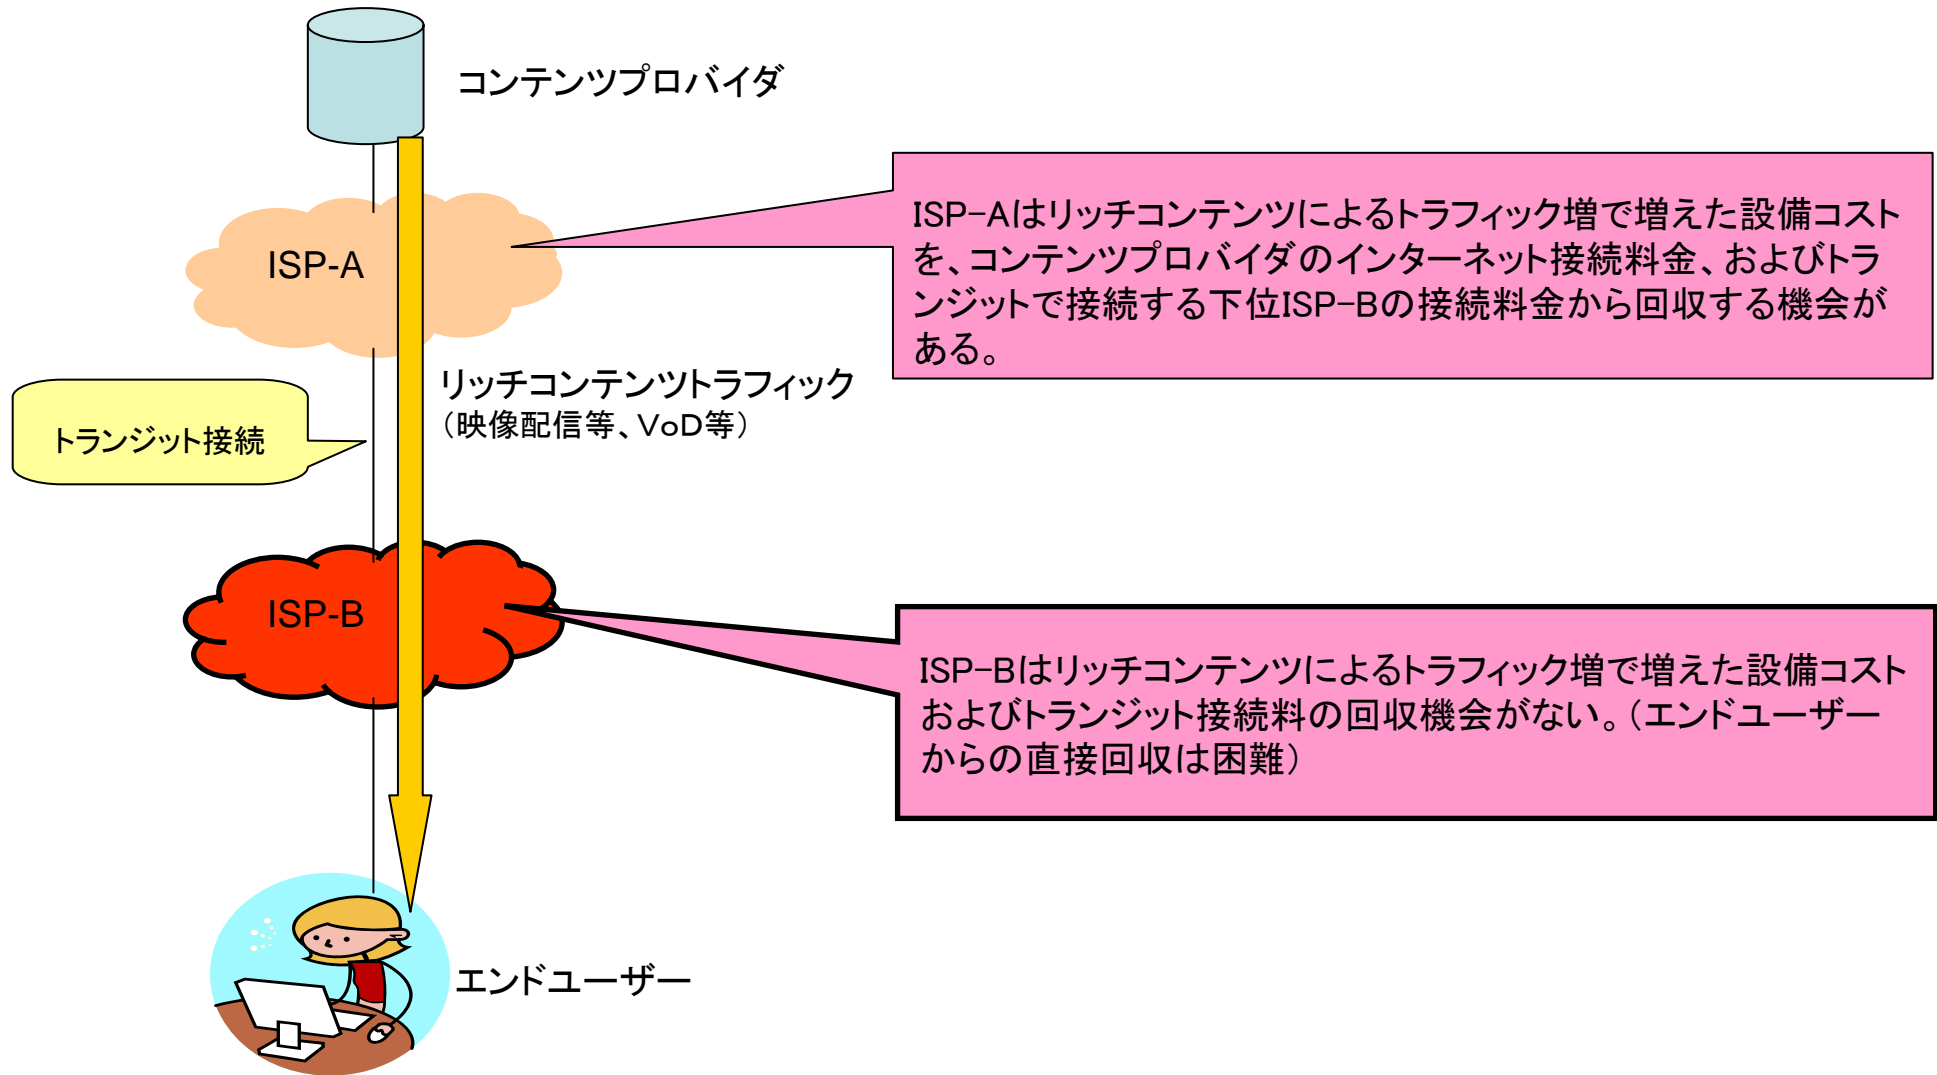 コンテンツプロバイダ
ISP-A
ISP-Aはリッチコンテンツによるトラフィック増で増えた設備コスト
を、コンテンツプロバイダのインターネット接続料金、およびトラ
ンジットで接続する下位ISP-Bの接続料金から回収する機会が
ある。
リッチコンテンツトラフィック
（映像配信等、VoD等）
トランジット接続
ISP-B
ISP-Bはリッチコンテンツによるトラフィック増で増えた設備コスト
およびトランジット接続料の回収機会がない。（エンドユーザー
からの直接回収は困難）
エンドユーザー